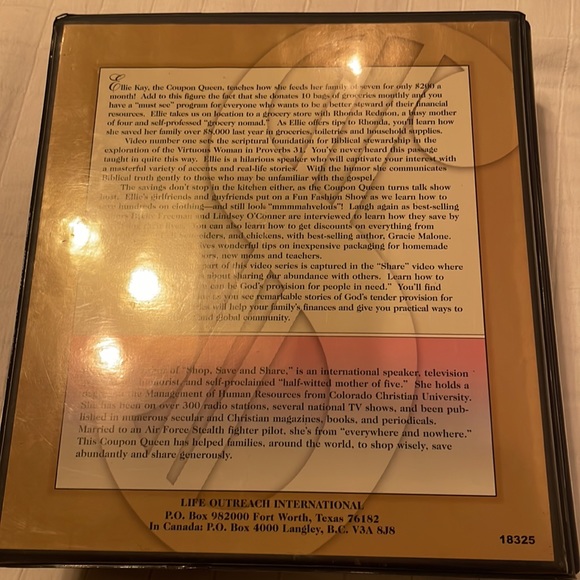 Ellie Kay, the Coupon Queen, teaches how she feeds her family of seven for only $200 a
month! Add to this figure the fact that she donates 10 bags of groceries monthly and you
have a "must see" program for everyone who wants to be a better steward of their financial
resources. Ellie takes us on location to a grocery store with Rhonda Redmon, a busy mother
of four and self-professed "grocery nomad." As Ellie offers tips to Rhonda, you'll learn how
she saved her family over $8,000 last year in groceries, toiletries and household supplies.
Video number one sets the scriptural foundation for Biblical stewardship in the
exploration of the Virtuous Woman in Proverbs 31. You've never heard this passage
taught in quite this way. Ellie is a hilarious speaker who will captivate your interest with
a masterful variety of accents and real-life stories. With the humor she communicates
Biblical truth gently to those who may be unfamiliar with the gospel.
The savings don't stop in the kitchen either, as the Coupon Queen turns talk show
host. Ellie's girlfriends and boyfriends put on a Fun Fashion Show as we learn how to
hundreds on clothing—and still look "mmmmahvelous"! Laugh again as best-selling
Freeman and Lindsey O'Conner are interviewed to learn how they save by
You can also learn how to get discounts on everything from
and chickens, with best-selling author, Gracie Malone.
wonderful tips on inexpensive packaging for homemade
new moms and teachers.
part of this video series is captured in the "Share" video where
about sharing our abundance with others. Learn how to
can be God's provision for people in need." You'll find
you see remarkable stories of God's tender provision for
will help your family's finances and give you practical ways to
and global community.
of "Shop, Save and Share," is an international speaker, television
and self-proclaimed "half-witted mother of five." She holds a
Management of Human Resources from Colorado Christian University.
She has been on over 300 radio stations, several national TV shows, and been pub-
lished in numerous secular and Christian magazines, books, and periodicals.
Married to an Air Force Stealth fighter pilot, she's from "everywhere and nowhere."
This Coupon Queen has helped families, around the world, to shop wisely, save
abundantly and share generously.
LIFE OUTREACH INTERNATIONAL
P.O. Box 982000 Fort Worth, Texas 76182
In Canada: P.O. Box 4000 Langley, B.C. V3A 8J8
18325